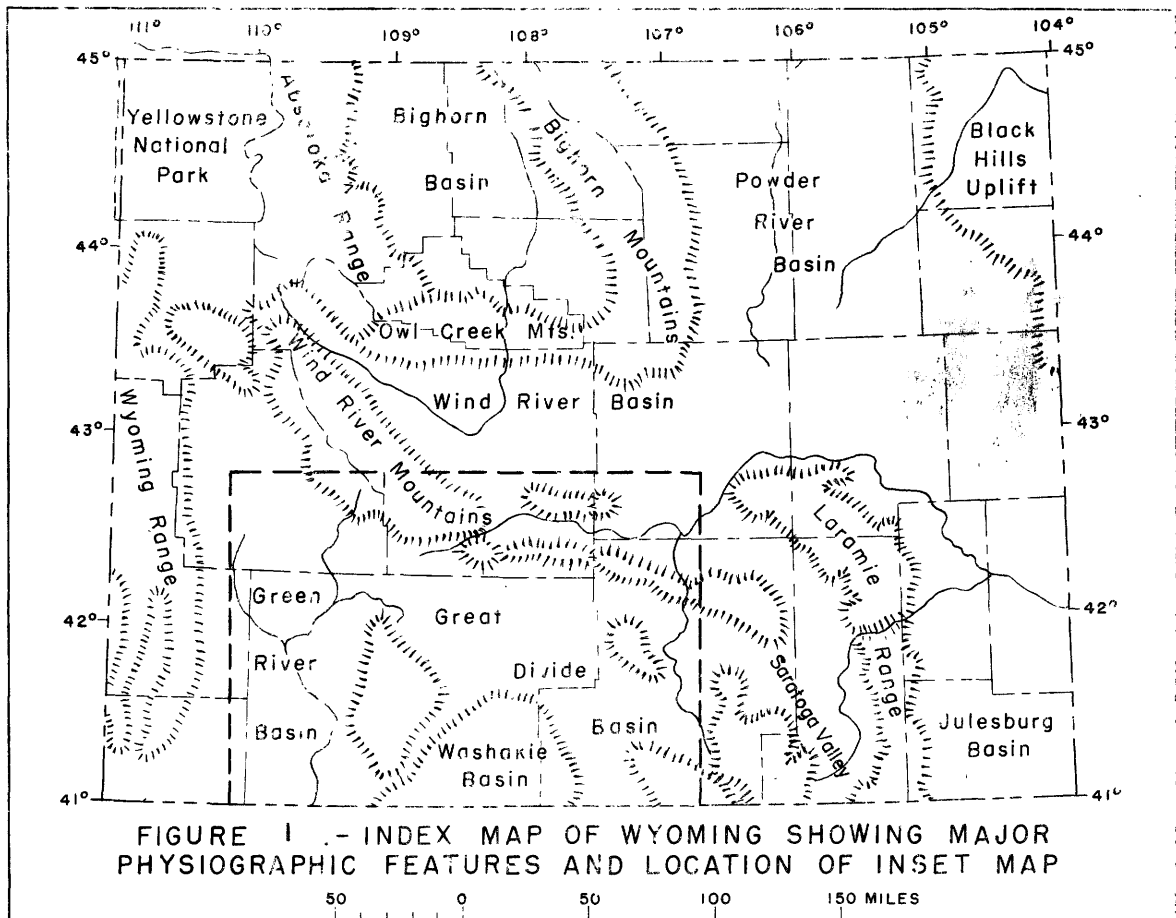 111° 110° 109° 108° 107° 106° 105° 104°
45° 45°
Yellowstone
National
Park
Absaroka
Range
Bighorn
Basin
Bighorn
Mountains
Powder
River
Basin
Black
Hills
Uplift
44° 44°
Owl Creek Mts.
Wind
River
Mountains
Wind River Basin
43° 43°
Wyoming
Range
Laramie
Range
42° 42°
Green
River
Basin
Great
Divide
Basin
Washakie
Basin
Saratoga Valley
Julesburg
Basin
41° 41°
FIGURE 1 .- INDEX MAP OF WYOMING SHOWING MAJOR
PHYSIOGRAPHIC FEATURES AND LOCATION OF INSET MAP
50 0 50 100 150 MILES